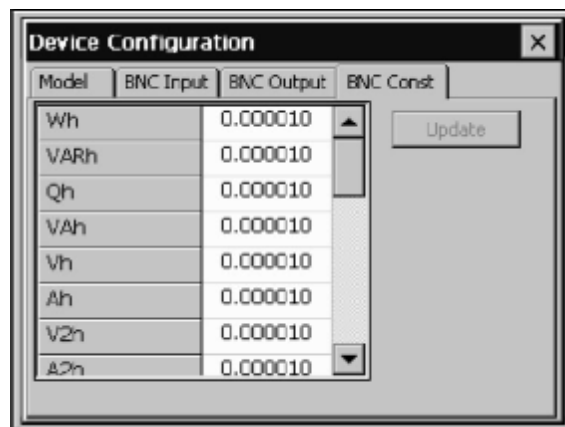 Device Configuration
Model BNC Input BNC Output BNC Const
Wh 0.000010
Update
VARh 0.000010
Qh 0.000010
VAh 0.000010
Vh 0.000010
Ah 0.000010
V2h 0.000010
A2h 0.000010